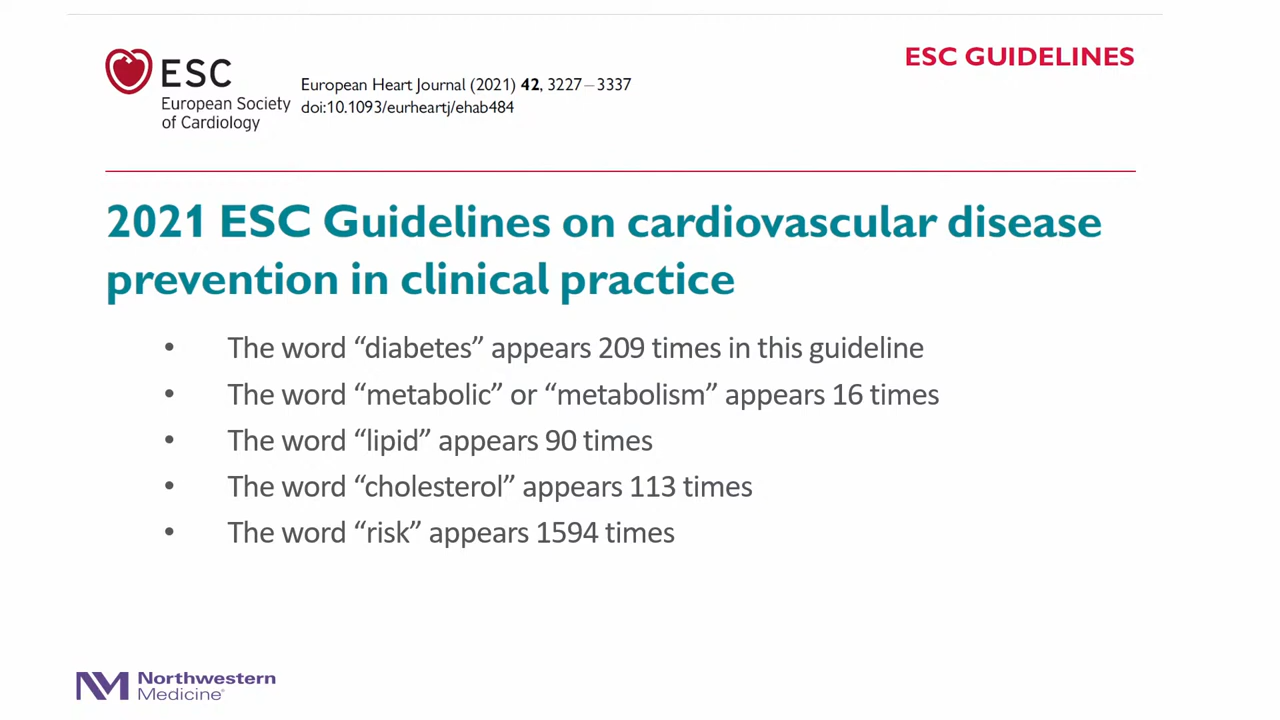 ESC
European Society
of Cardiology
European Heart Journal (2021) 42, 3227–3337
doi:10.1093/eurheartj/ehab484
ESC GUIDELINES
2021 ESC Guidelines on cardiovascular disease
prevention in clinical practice
• The word “diabetes” appears 209 times in this guideline
• The word “metabolic” or “metabolism” appears 16 times
• The word “lipid” appears 90 times
• The word “cholesterol” appears 113 times
• The word “risk” appears 1594 times
NM Northwestern
Medicine®